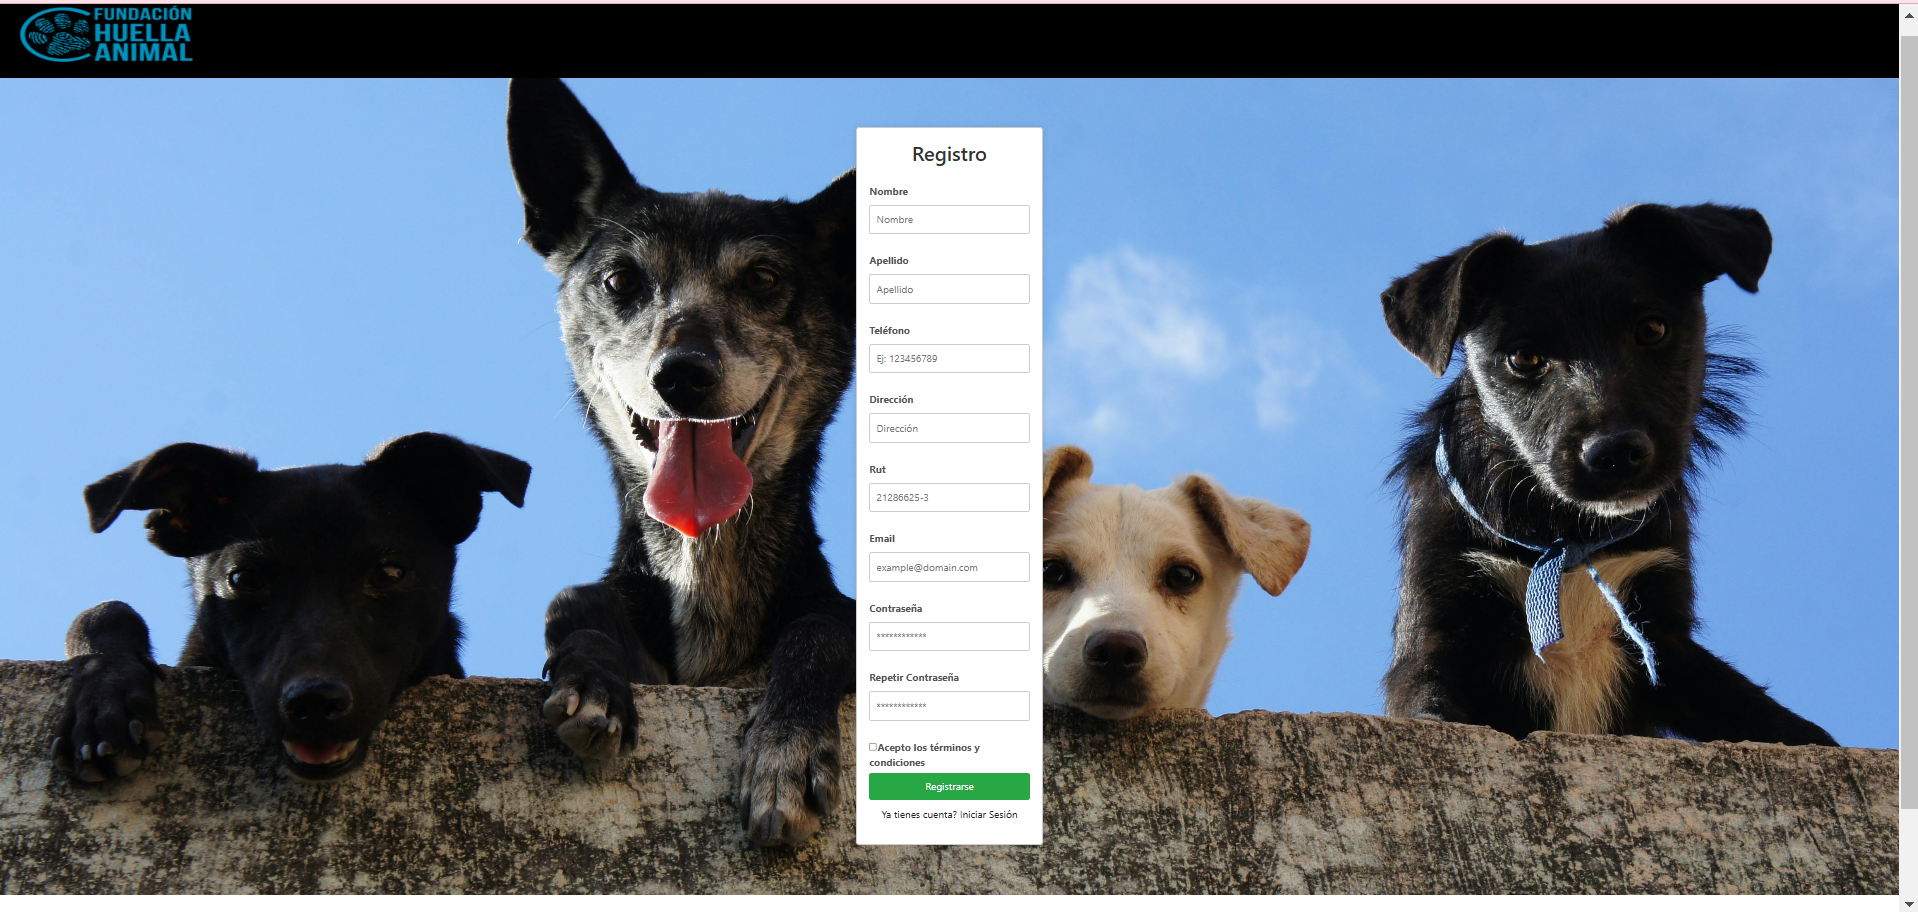 FUNDACIÓN
HUELLA
ANIMAL
Registro
Nombre
Nombre
Apellido
Apellido
Teléfono
Ej: 123456789
Dirección
Dirección
Rut
21286625-3
Email
example@domain.com
Contraseña
************
Repetir Contraseña
************
Acepto los términos y
condiciones
Registrarse
Ya tienes cuenta? Iniciar Sesión